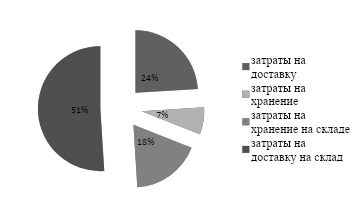 24%
7%
18%
51%
затраты на
доставку
затраты на
хранение
затраты на
хранение на складе
затраты на
доставку на склад